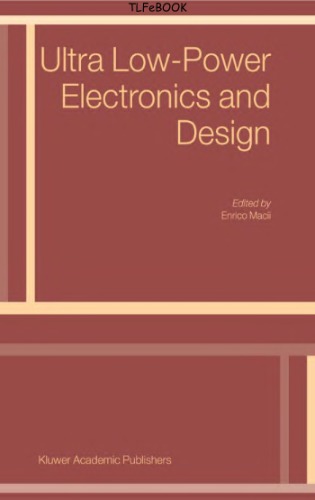 TLFeBOOK
Ultra Low-Power
Electronics and
Design
Edited by
Enrico Macii
Kluwer Academic Publishers